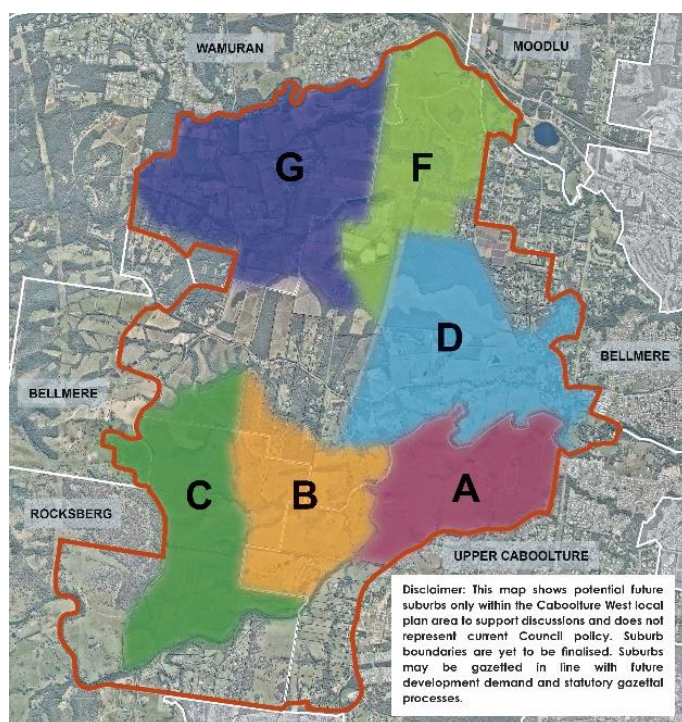 WAMURAN
MOODLU
G
F
D
BELLMERE
BELLMERE
C
B
A
ROCKSBERG
UPPER CABOOLTURE
Disclaimer: This map shows potential future
suburbs only within the Caboolture West local
plan area to support discussions and does not
represent current Council policy. Suburb
boundaries are yet to be finalised. Suburbs
may be gazetted in line with future
development demand and statutory gazettal
processes.